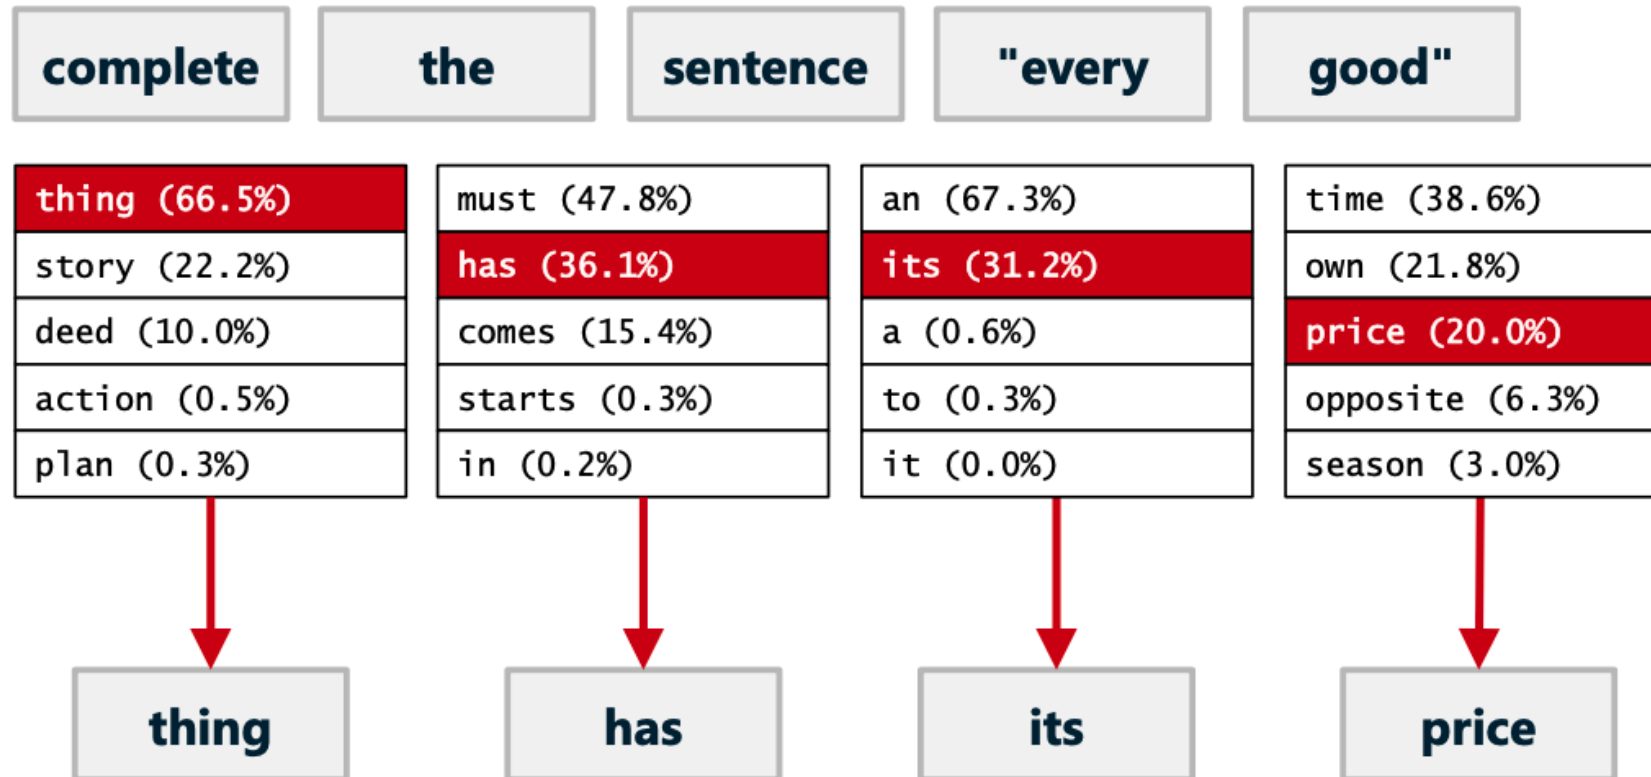 complete the sentence "every good"
thing (66.5%) must (47.8%) an (67.3%) time (38.6%)
story (22.2%) has (36.1%) its (31.2%) own (21.8%)
deed (10.0%) comes (15.4%) a (0.6%) price (20.0%)
action (0.5%) starts (0.3%) to (0.3%) opposite (6.3%)
plan (0.3%) in (0.2%) it (0.0%) season (3.0%)
thing has its price